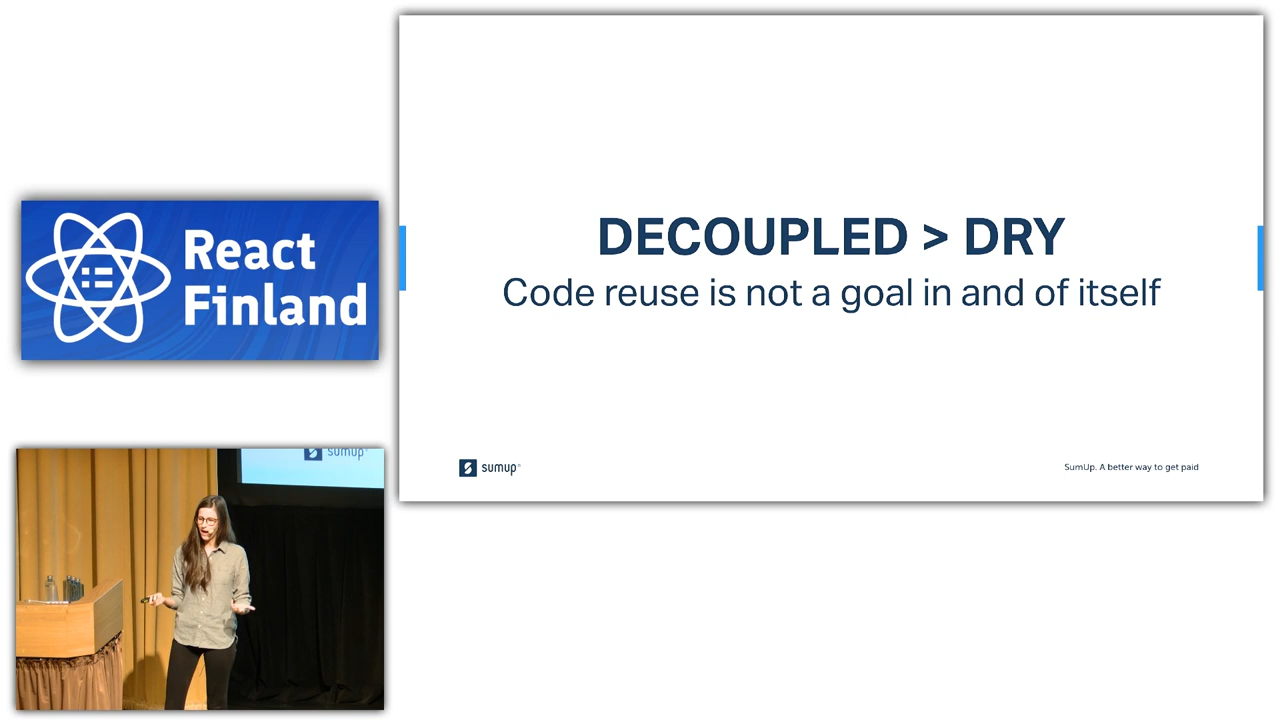 React
Finland
DECOUPLED > DRY
Code reuse is not a goal in and of itself
sumup®
SumUp. A better way to get paid
sumup